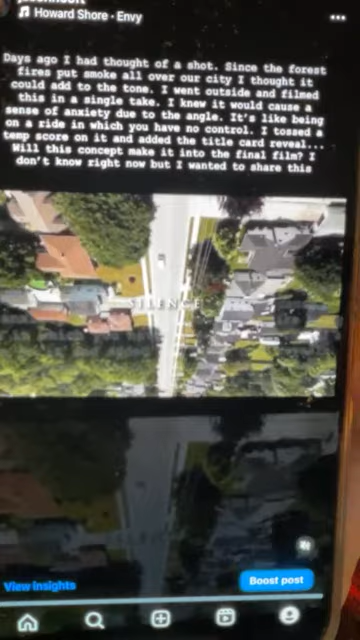 Howard Shore • Envy
Days ago I had thought of a shot. Since the forest
fires put smoke all over our city I thought it
could add to the tone. I went outside and filmed
this in a single take. I knew it would cause a
sense of anxiety due to the angle. It's like being
on a ride in which you have no control. I tossed a
temp score on it and added the title card reveal...
Will this concept make it into the final film? I
don't know right now but I wanted to share this
SILENCE
View insights
Boost post